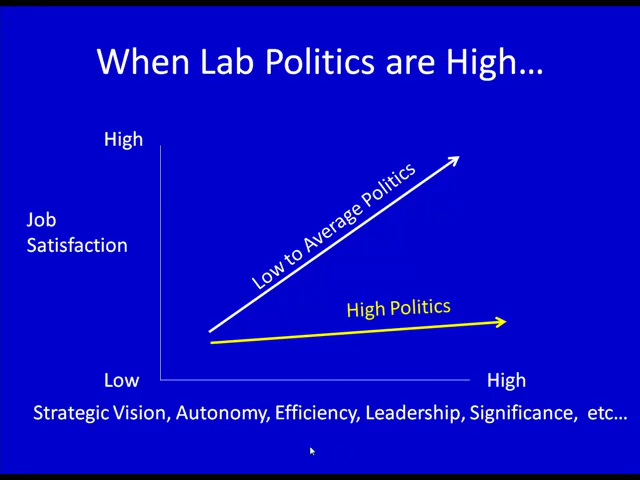 When Lab Politics are High…
High
Low to Average Politics
Job
Satisfaction
High Politics
Low
High
Strategic Vision, Autonomy, Efficiency, Leadership, Significance, etc…